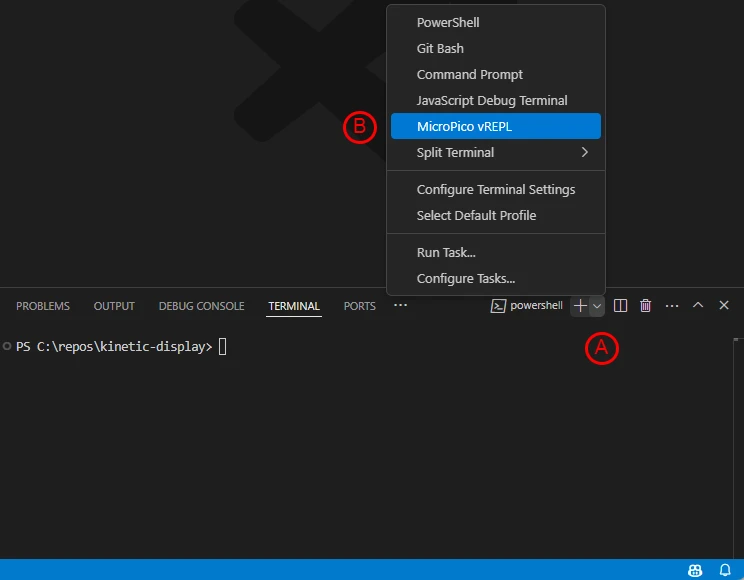 PowerShell
Git Bash
Command Prompt
JavaScript Debug Terminal
B
MicroPico vREPL
Split Terminal
Configure Terminal Settings
Select Default Profile
Run Task...
Configure Tasks...
PROBLEMS OUTPUT DEBUG CONSOLE TERMINAL PORTS ··· powershell
PS C:\repos\kinetic-display>
A